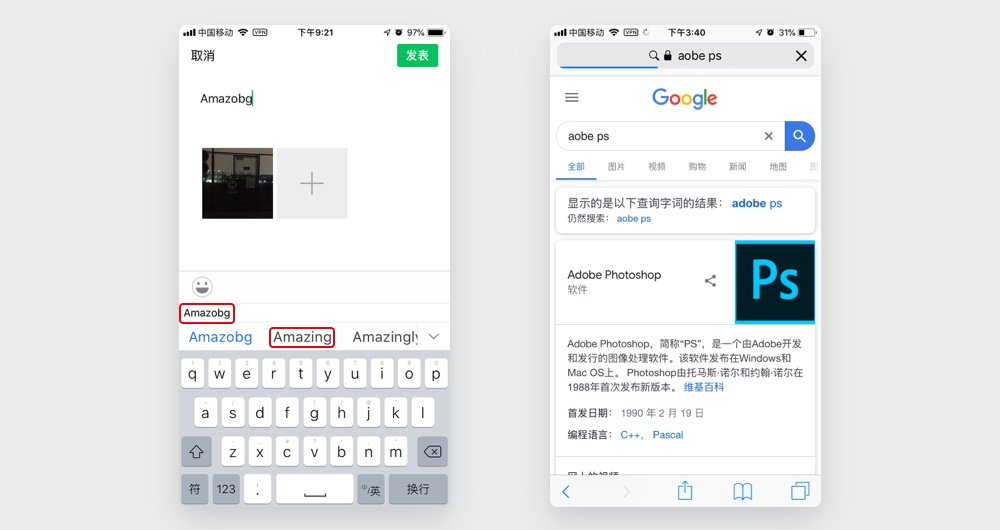 中国移动 VPN 下午9:21 97%
取消 发表
Amazobg
Amazobg
Amazobg Amazing Amazingly
q w e r t y u i o p
a s d f g h j k l
z x c v b n m
符 123 中/英 换行
中国移动 VPN 下午3:40 31%
aobe ps
Google
aobe ps
全部 图片 视频 购物 新闻 地图
显示的是以下查询字词的结果： adobe ps
仍然搜索： aobe ps
Adobe Photoshop
软件
Ps
Adobe Photoshop，简称“PS”，是一个由Adobe开发
和发行的图像处理软件。该软件发布在Windows和
Mac OS上。 Photoshop由托马斯·诺尔和约翰·诺尔在
1988年首次发布新版本。 维基百科
首发日期： 1990 年 2 月 19 日
编程语言： C++， Pascal